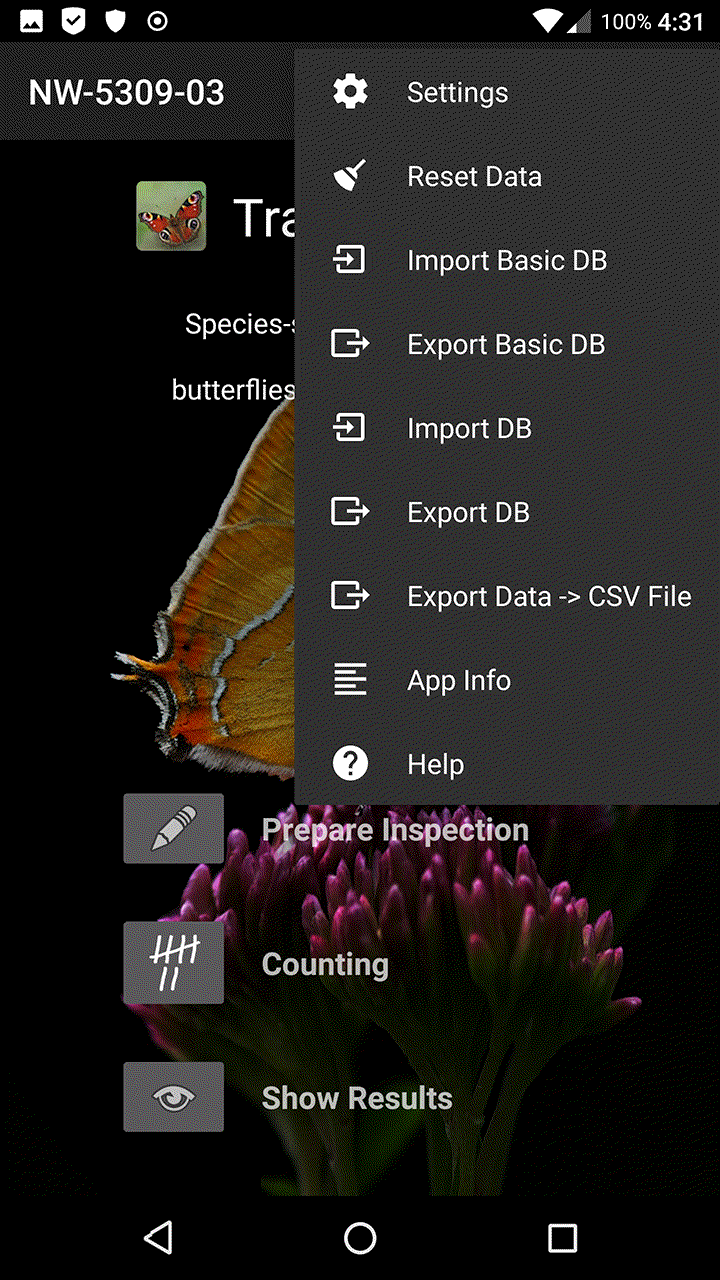 100% 4:31
NW-5309-03
Settings
Reset Data
Import Basic DB
Export Basic DB
Import DB
Export DB
Export Data -> CSV File
App Info
Help
Tra
Species-s
butterflies
Prepare Inspection
Counting
Show Results